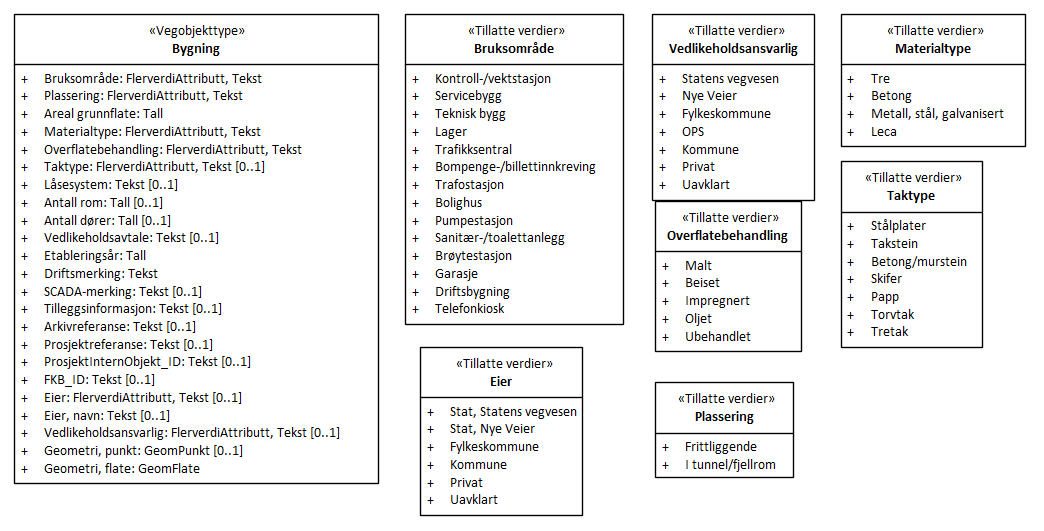 «Vegobjekttype»
Bygning
+ Bruksområde: FlerverdiAttributt, Tekst
+ Plassering: FlerverdiAttributt, Tekst
+ Areal grunnflate: Tall
+ Materialtype: FlerverdiAttributt, Tekst
+ Overflatebehandling: FlerverdiAttributt, Tekst
+ Taktype: FlerverdiAttributt, Tekst [0..1]
+ Låsesystem: Tekst [0..1]
+ Antall rom: Tall [0..1]
+ Antall dører: Tall [0..1]
+ Vedlikeholdsavtale: Tekst [0..1]
+ Etableringsår: Tall
+ Driftsmerking: Tekst
+ SCADA-merking: Tekst [0..1]
+ Tilleggsinformasjon: Tekst [0..1]
+ Arkivreferanse: Tekst [0..1]
+ Prosjektreferanse: Tekst [0..1]
+ ProsjektInternObjekt_ID: Tekst [0..1]
+ FKB_ID: Tekst [0..1]
+ Eier: FlerverdiAttributt, Tekst [0..1]
+ Eier, navn: Tekst [0..1]
+ Vedlikeholdsansvarlig: FlerverdiAttributt, Tekst [0..1]
+ Geometri, punkt: GeomPunkt [0..1]
+ Geometri, flate: GeomFlate
«Tillatte verdier»
Bruksområde
+ Kontroll-/vektstasjon
+ Servicebygg
+ Teknisk bygg
+ Lager
+ Trafikksentral
+ Bompenge-/billettinnkreving
+ Trafostasjon
+ Bolighus
+ Pumpestasjon
+ Sanitær-/toalettanlegg
+ Brøytestasjon
+ Garasje
+ Driftsbygning
+ Telefonkiosk
«Tillatte verdier»
Eier
+ Stat, Statens vegvesen
+ Stat, Nye Veier
+ Fylkeskommune
+ Kommune
+ Privat
+ Uavklart
«Tillatte verdier»
Vedlikeholdsansvarlig
+ Statens vegvesen
+ Nye Veier
+ Fylkeskommune
+ OPS
+ Kommune
+ Privat
+ Uavklart
«Tillatte verdier»
Overflatebehandling
+ Malt
+ Beiset
+ Impregnert
+ Oljet
+ Ubehandlet
«Tillatte verdier»
Plassering
+ Frittliggende
+ I tunnel/fjellrom
«Tillatte verdier»
Materialtype
+ Tre
+ Betong
+ Metall, stål, galvanisert
+ Leca
«Tillatte verdier»
Taktype
+ Stålplater
+ Takstein
+ Betong/murstein
+ Skifer
+ Papp
+ Torvtak
+ Tretak